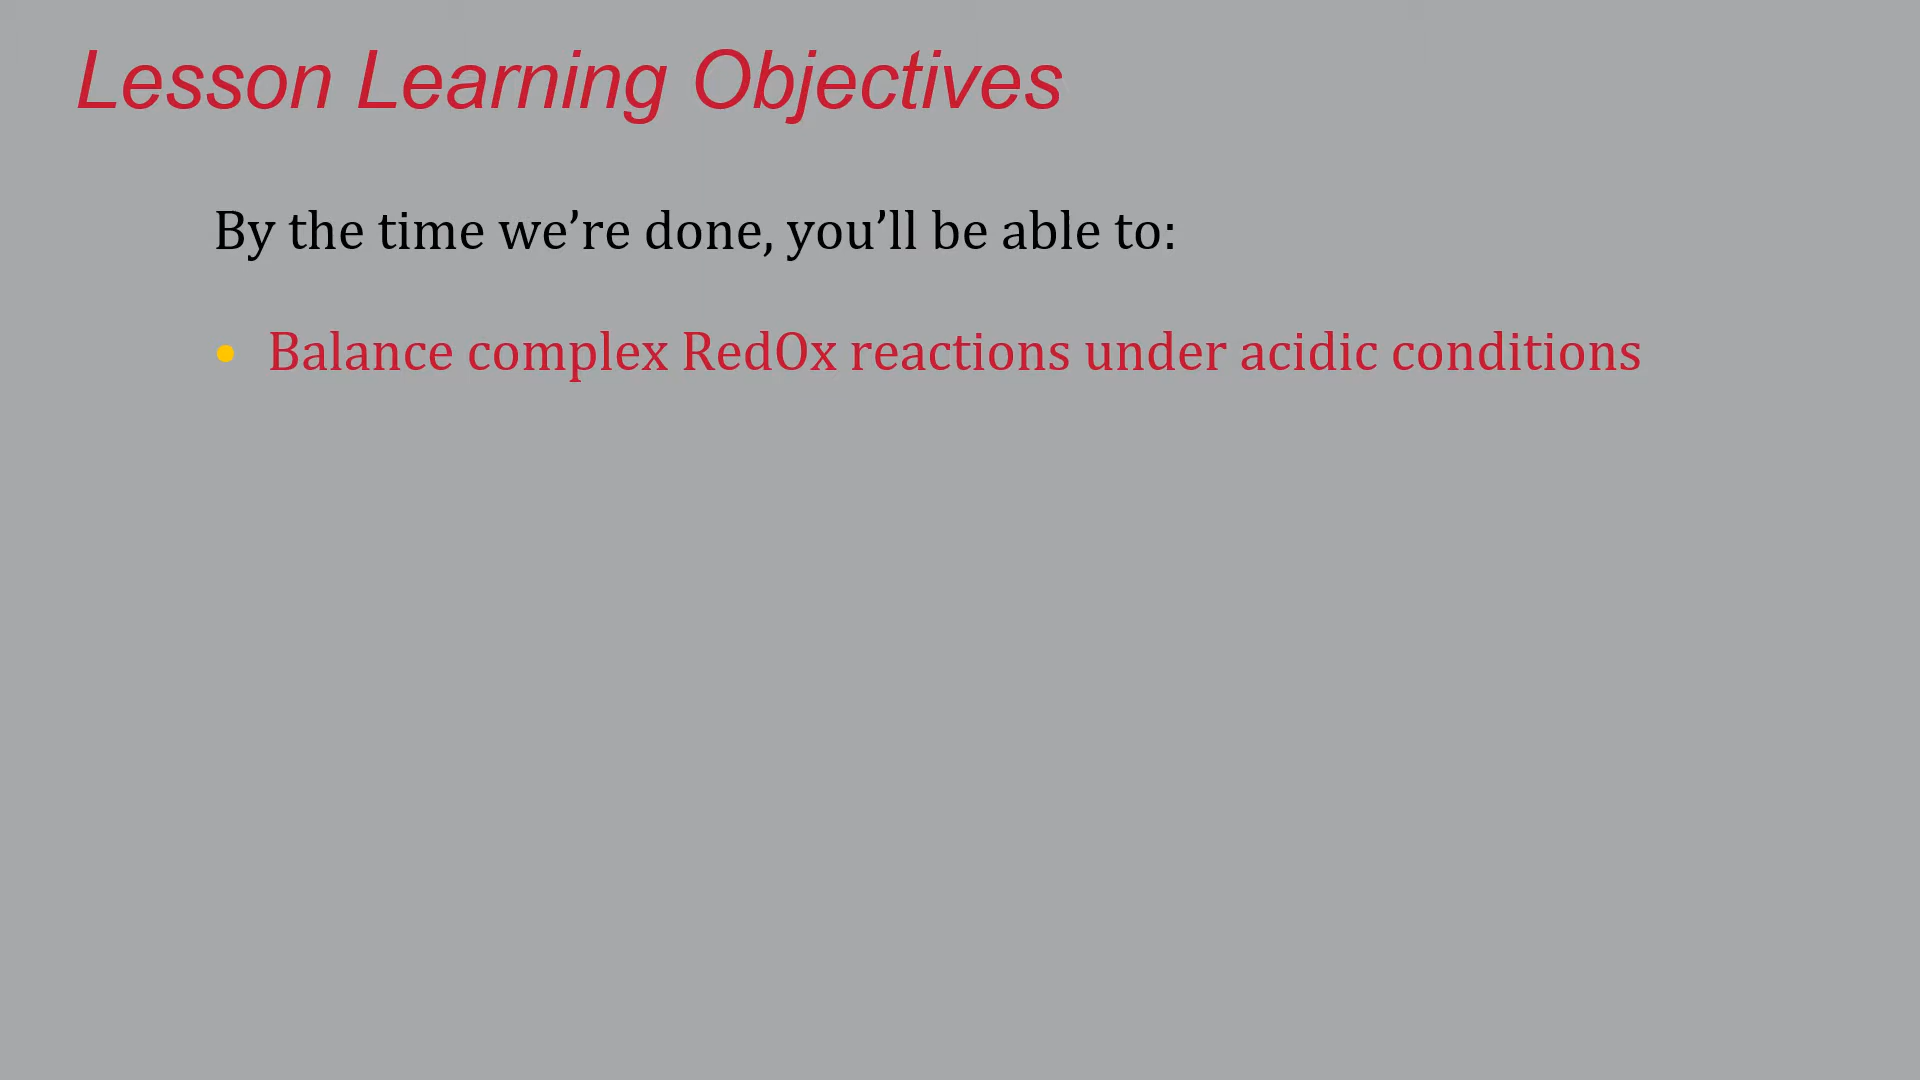 Lesson Learning Objectives
By the time we’re done, you’ll be able to:
• Balance complex RedOx reactions under acidic conditions